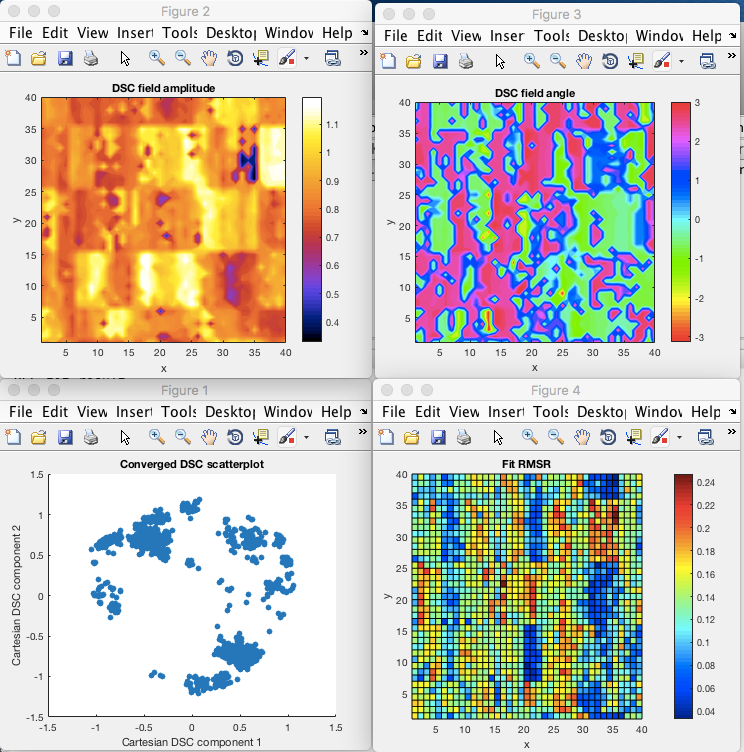 Figure 2
File Edit View Insert Tools Desktop Window Help
DSC field amplitude
40
35
30
25
20
15
10
5
y
5 10 15 20 25 30 35 40
x
1.1
1
0.9
0.8
0.7
0.6
0.5
0.4
Figure 3
File Edit View Insert Tools Desktop Window Help
DSC field angle
40
35
30
25
20
15
10
5
y
5 10 15 20 25 30 35 40
x
3
2
1
0
-1
-2
-3
Figure 1
File Edit View Insert Tools Desktop Window Help
Converged DSC scatterplot
1.5
1
0.5
0
-0.5
-1
-1.5
Cartesian DSC component 2
-1.5 -1 -0.5 0 0.5 1 1.5
Cartesian DSC component 1
Figure 4
File Edit View Insert Tools Desktop Window Help
Fit RMSR
40
35
30
25
20
15
10
5
y
5 10 15 20 25 30 35 40
x
0.24
0.22
0.2
0.18
0.16
0.14
0.12
0.1
0.08
0.06
0.04